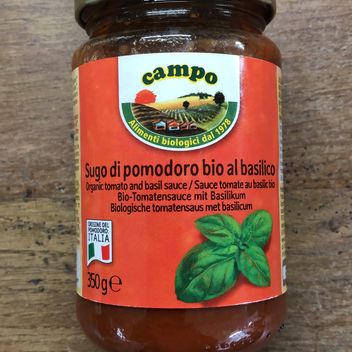 campo
Alimenti biologici dal 1978
Sugo di pomodoro bio al basilico
Organic tomato and basil sauce / Sauce tomate au basilic bio
Bio-Tomatensauce mit Basilikum
Biologische tomatensaus met basilicum
ORIGINE DEL
POMODORO:
ITALIA
350 g ℮